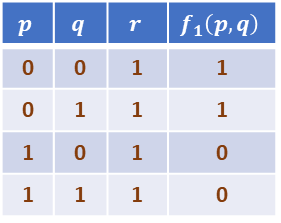 p q r f₁(p,q)
0 0 1 1
0 1 1 1
1 0 1 0
1 1 1 0